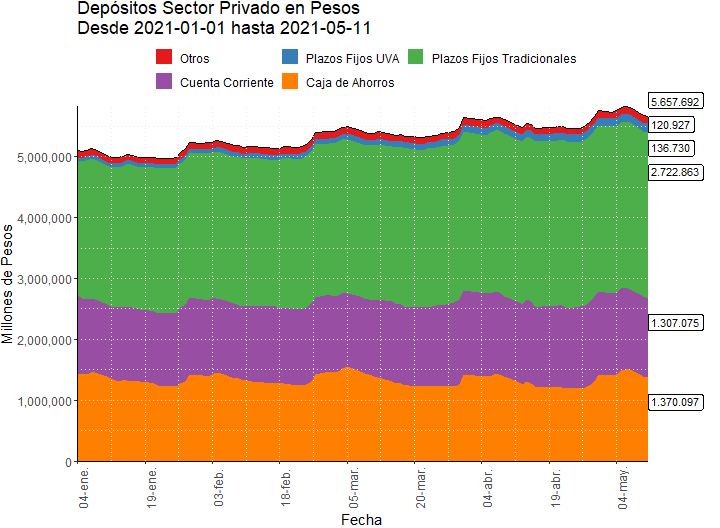 Depósitos Sector Privado en Pesos
Desde 2021-01-01 hasta 2021-05-11
Otros
Plazos Fijos UVA
Plazos Fijos Tradicionales
Cuenta Corriente
Caja de Ahorros
5.657.692
120.927
136.730
2.722.863
1.307.075
1.370.097
5,000,000
4,000,000
3,000,000
2,000,000
1,000,000
0
Millones de Pesos
04-ene.
19-ene.
03-feb.
18-feb.
05-mar.
20-mar.
04-abr.
19-abr.
04-may.
Fecha